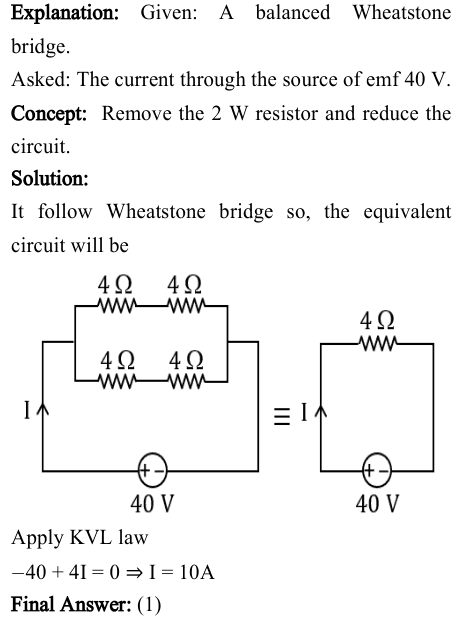 Explanation: Given: A balanced Wheatstone
bridge.
Asked: The current through the source of emf 40 V.
Concept: Remove the 2 W resistor and reduce the
circuit.
Solution:
It follow Wheatstone bridge so, the equivalent
circuit will be
4 Ω 4 Ω
4 Ω
4 Ω 4 Ω
I ≡ I
+ − + −
40 V 40 V
Apply KVL law
−40 + 4I = 0 ⇒ I = 10A
Final Answer: (1)